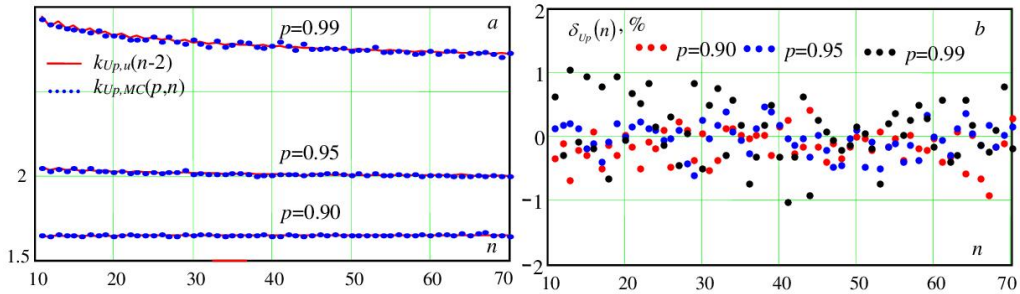 a
p=0.99
kUp,u(n-2)
kUp,MC(p,n)
p=0.95
2
p=0.90
1.5
n
10 20 30 40 50 60 70
2
δUp(n), %
b
p=0.90 p=0.95 p=0.99
1
0
−1
n
−2
10 20 30 40 50 60 70